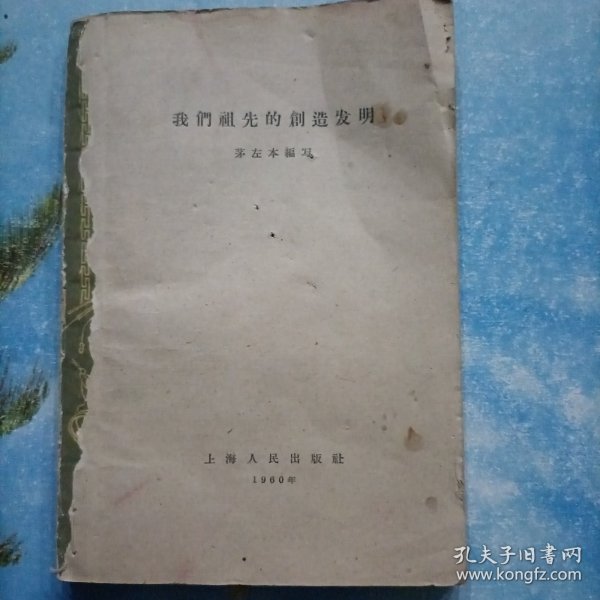 我們祖先的創造发明
茅左本編写
上海人民出版社
1960年
孔夫子旧书网
www.kongfz.com